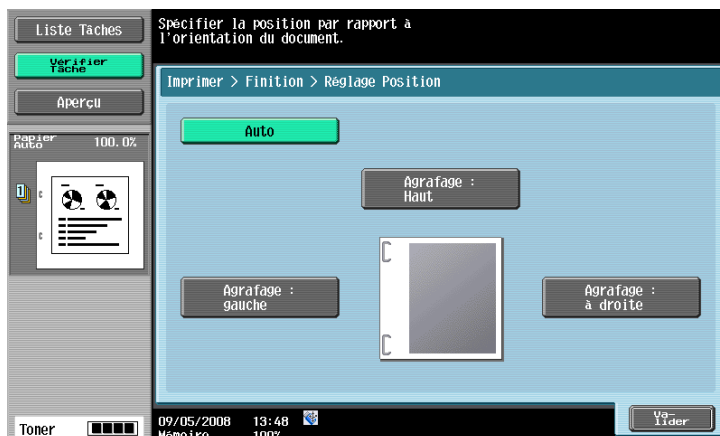 Liste Tâches
Vérifier
Tâche
Aperçu
Papier
Auto
100.0%
1
Spécifier la position par rapport à
l'orientation du document.
Imprimer > Finition > Réglage Position
Auto
Agrafage :
Haut
Agrafage :
gauche
Agrafage :
à droite
Toner
09/05/2008 13:48
Mémoire 100%
Va-
lider